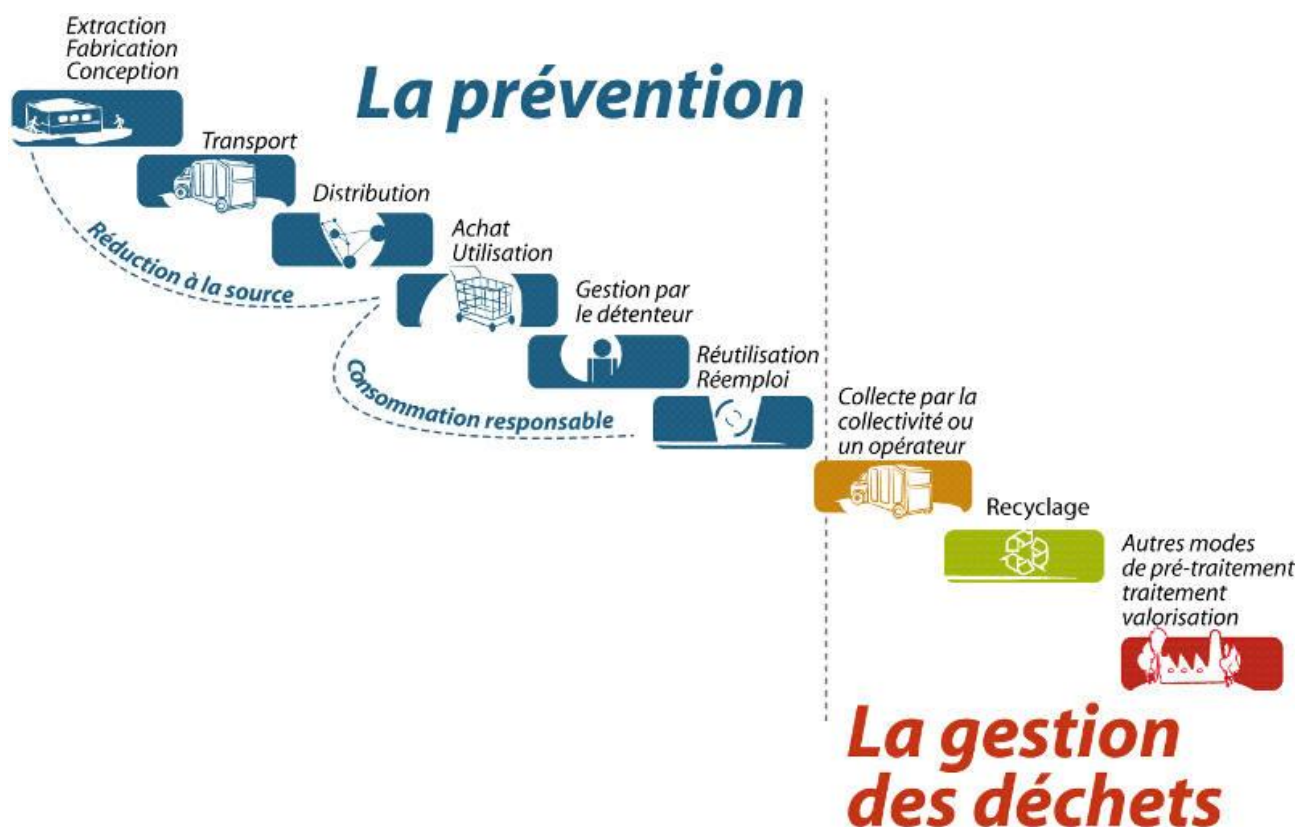 Extraction
Fabrication
Conception
La prévention
Transport
Distribution
Réduction à la source
Achat
Utilisation
Gestion par
le détenteur
Consommation responsable
Réutilisation
Réemploi
Collecte par la
collectivité ou
un opérateur
Recyclage
Autres modes
de pré-traitement
traitement
valorisation
La gestion
des déchets